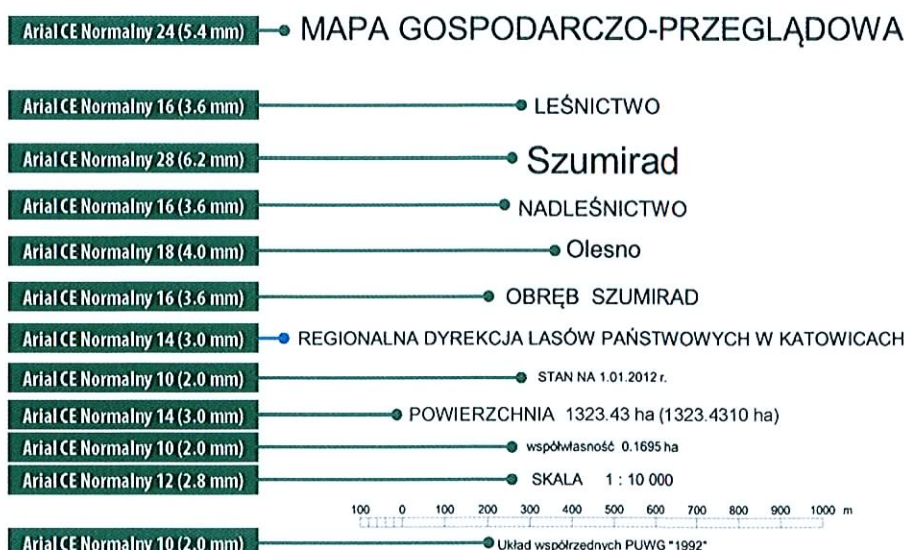 Arial CE Normalny 24 (5.4 mm) MAPA GOSPODARCZO-PRZEGLĄDOWA
Arial CE Normalny 16 (3.6 mm) LEŚNICTWO
Arial CE Normalny 28 (6.2 mm) Szumirad
Arial CE Normalny 16 (3.6 mm) NADLEŚNICTWO
Arial CE Normalny 18 (4.0 mm) Olesno
Arial CE Normalny 16 (3.6 mm) OBRĘB SZUMIRAD
Arial CE Normalny 14 (3.0 mm) REGIONALNA DYREKCJA LASÓW PAŃSTWOWYCH W KATOWICACH
Arial CE Normalny 10 (2.0 mm) STAN NA 1.01.2012 r.
Arial CE Normalny 14 (3.0 mm) POWIERZCHNIA 1323.43 ha (1323.4310 ha)
Arial CE Normalny 10 (2.0 mm) współwłasność 0.1695 ha
Arial CE Normalny 12 (2.8 mm) SKALA 1 : 10 000
100 0 100 200 300 400 500 600 700 800 900 1000 m
Arial CE Normalny 10 (2.0 mm) Układ współrzędnych PUWG "1992"